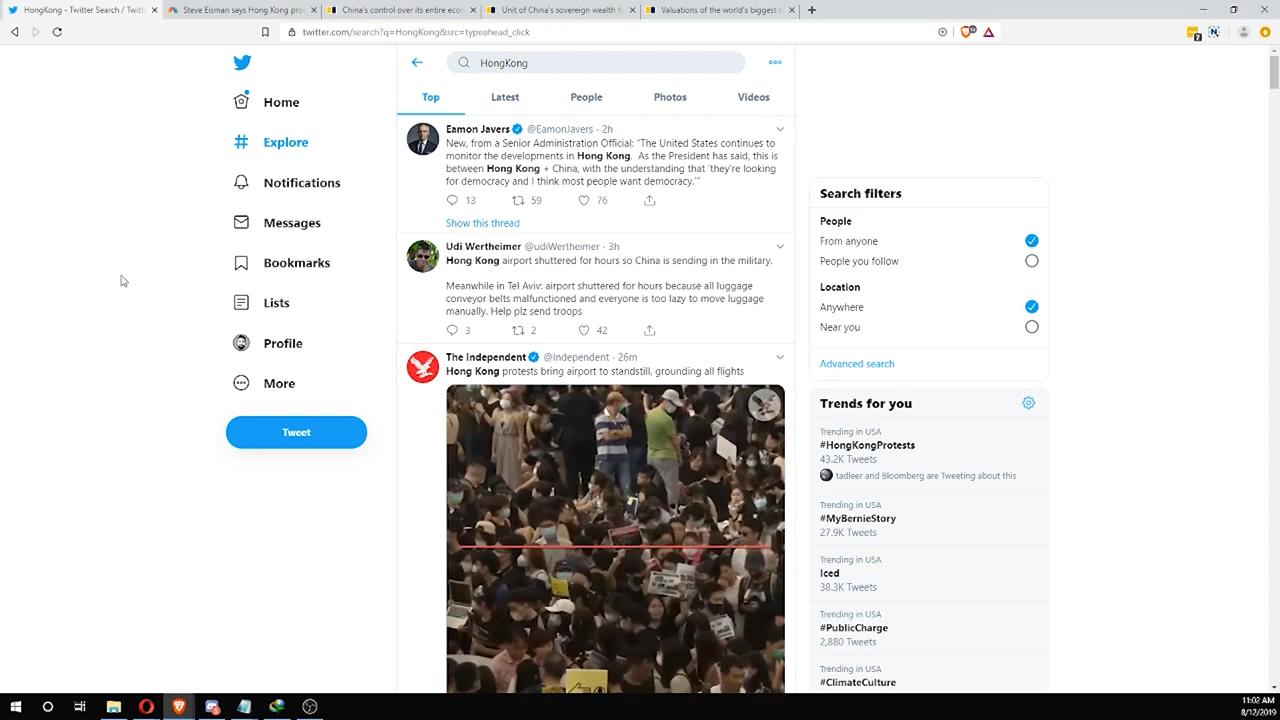 HongKong - Twitter Search / Twitt
Steve Eisman says Hong Kong pro
China's control over its entire econ
Unit of China's sovereign wealth fu
Valuations of the world's biggest b
twitter.com/search?q=HongKong&src=typeahead_click
HongKong
Home
Explore
Notifications
Messages
Bookmarks
Lists
Profile
More
Tweet
Top
Latest
People
Photos
Videos
Eamon Javers @EamonJavers · 2h
New, from a Senior Administration Official: "The United States continues to
monitor the developments in Hong Kong. As the President has said, this is
between Hong Kong + China, with the understanding that 'they're looking
for democracy and I think most people want democracy.'"
13 59 76
Show this thread
Udi Wertheimer @udiWertheimer · 3h
Hong Kong airport shuttered for hours so China is sending in the military.
Meanwhile in Tel Aviv: airport shuttered for hours because all luggage
conveyor belts malfunctioned and everyone is too lazy to move luggage
manually. Help plz send troops
3 2 42
The Independent @Independent · 26m
Hong Kong protests bring airport to standstill, grounding all flights
Search filters
People
From anyone
People you follow
Location
Anywhere
Near you
Advanced search
Trends for you
Trending in USA
#HongKongProtests
43.2K Tweets
tadleer and Bloomberg are Tweeting about this
Trending in USA
#MyBernieStory
27.9K Tweets
Trending in USA
Iced
38.3K Tweets
Trending in USA
#PublicCharge
2,880 Tweets
Trending in USA
#ClimateCulture
11:02 AM
8/12/2019